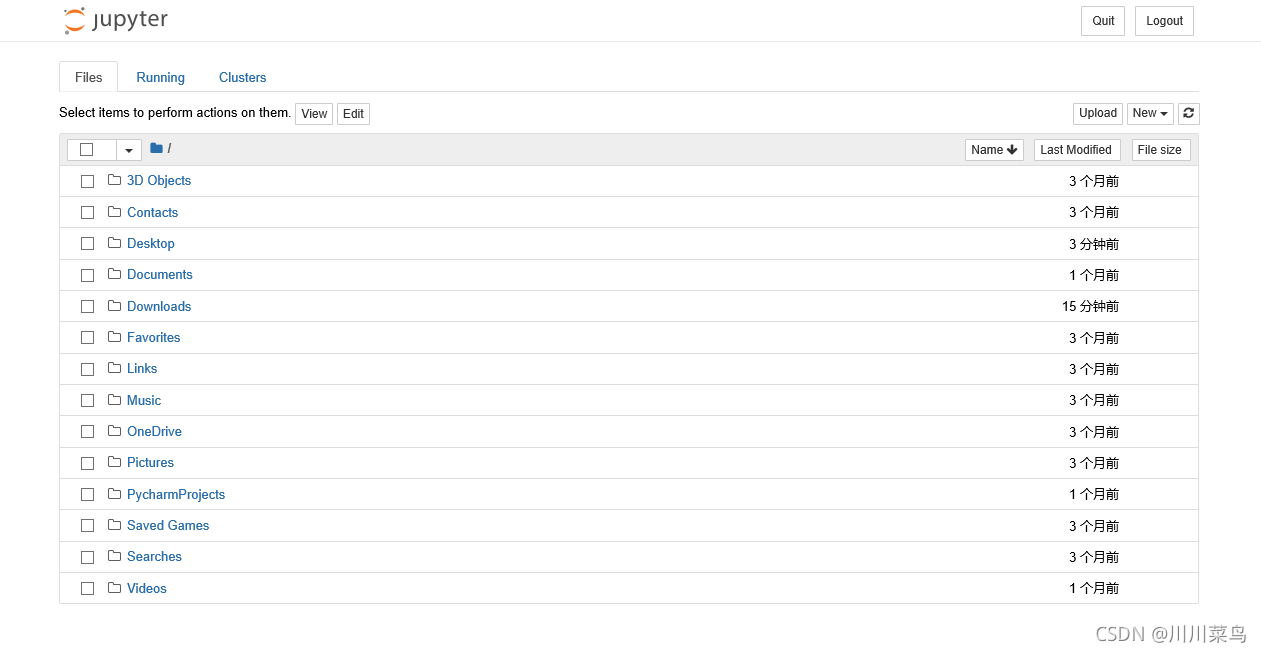 jupyter Quit Logout
Files Running Clusters
Select items to perform actions on them. View Edit Upload New
/ Name Last Modified File size
3D Objects 3 个月前
Contacts 3 个月前
Desktop 3 分钟前
Documents 1 个月前
Downloads 15 分钟前
Favorites 3 个月前
Links 3 个月前
Music 3 个月前
OneDrive 3 个月前
Pictures 3 个月前
PycharmProjects 1 个月前
Saved Games 3 个月前
Searches 3 个月前
Videos 1 个月前
CSDN @川川菜鸟